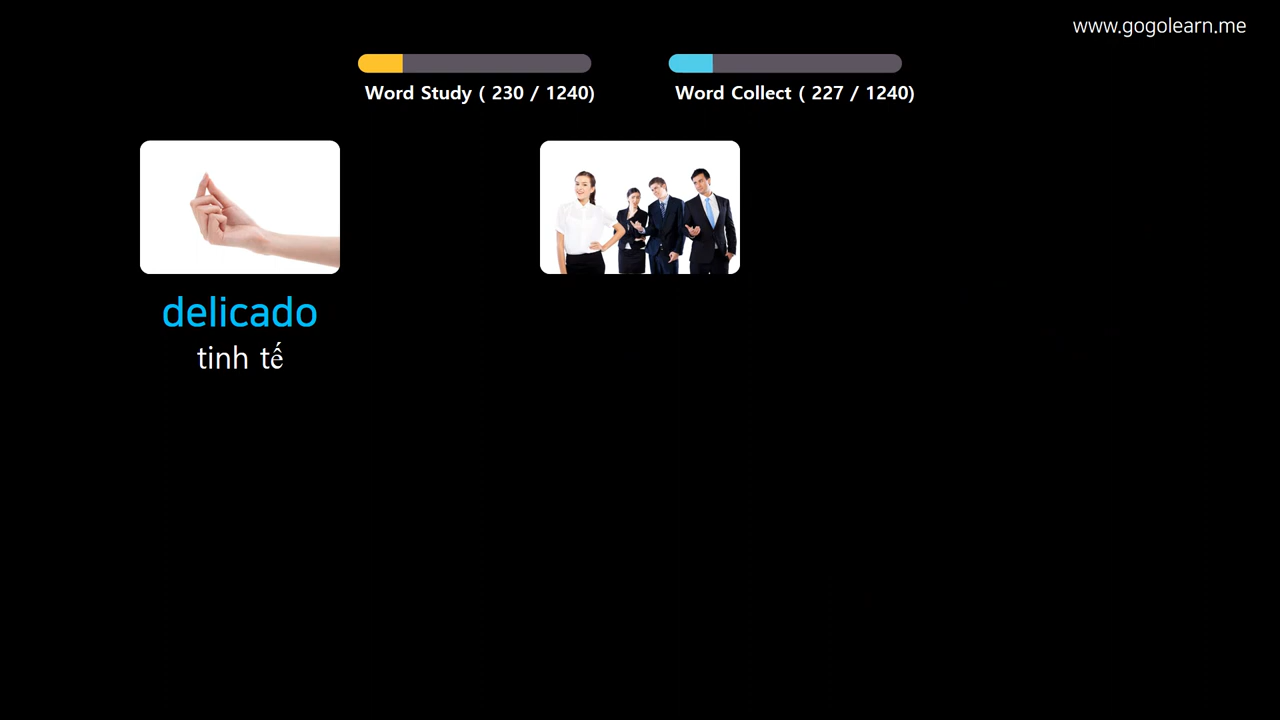 www.gogolearn.me
Word Study ( 230 / 1240)
Word Collect ( 227 / 1240)
delicado
tinh tế